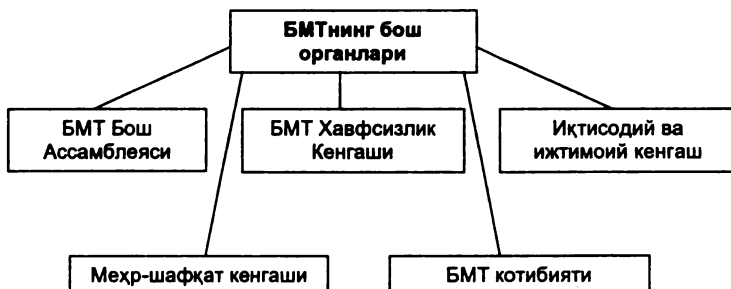 БМТнинг бош
органлари
БМТ Бош
Ассамблеяси
БМТ Хавфсизлик
Кенгаши
Иқтисодий ва
ижтимоий кенгаш
Меҳр-шафқат кенгаши
БМТ котибияти